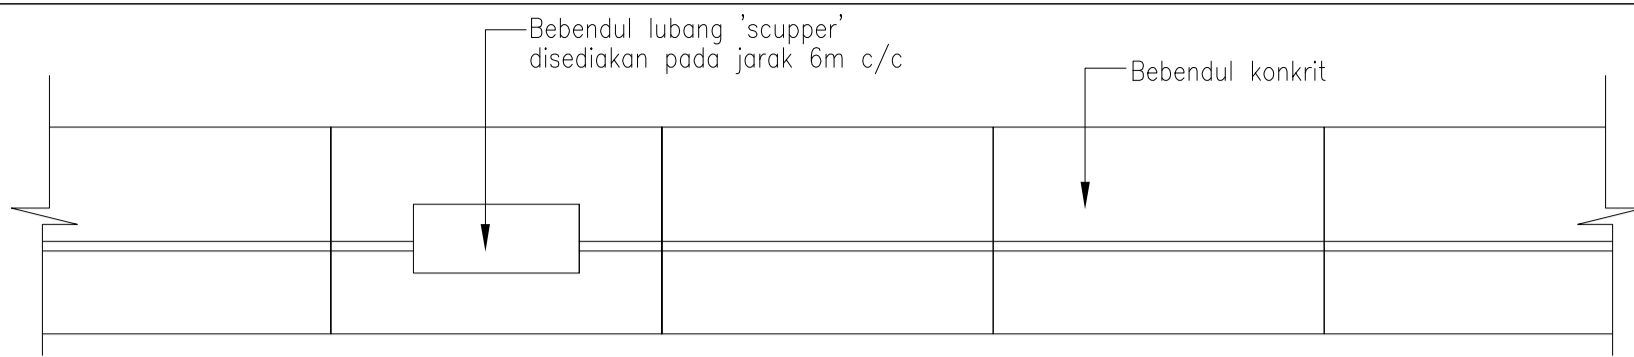 Bebendul lubang 'scupper'
disediakan pada jarak 6m c/c
Bebendul konkrit